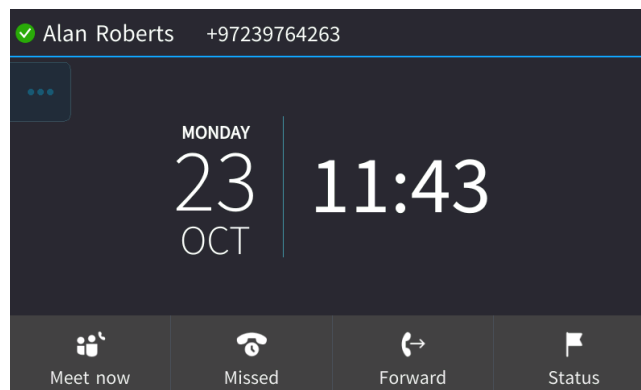 Alan Roberts +97239764263
MONDAY
23
OCT
11:43
Meet now Missed Forward Status